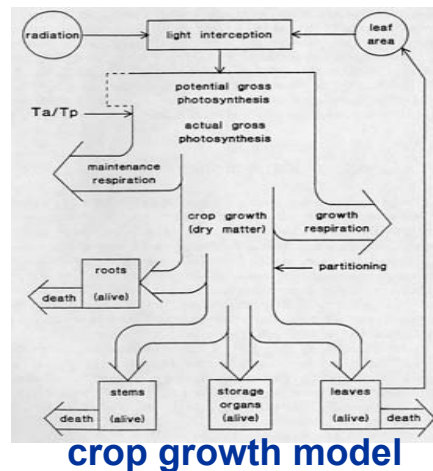 radiation
light interception
leaf
area
potential gross
photosynthesis
Ta/Tp
actual gross
photosynthesis
maintenance
respiration
crop growth
(dry matter)
growth
respiration
partitioning
roots
(alive)
death
stems
(alive)
death
storage
organs
(alive)
leaves
(alive)
death
crop growth model